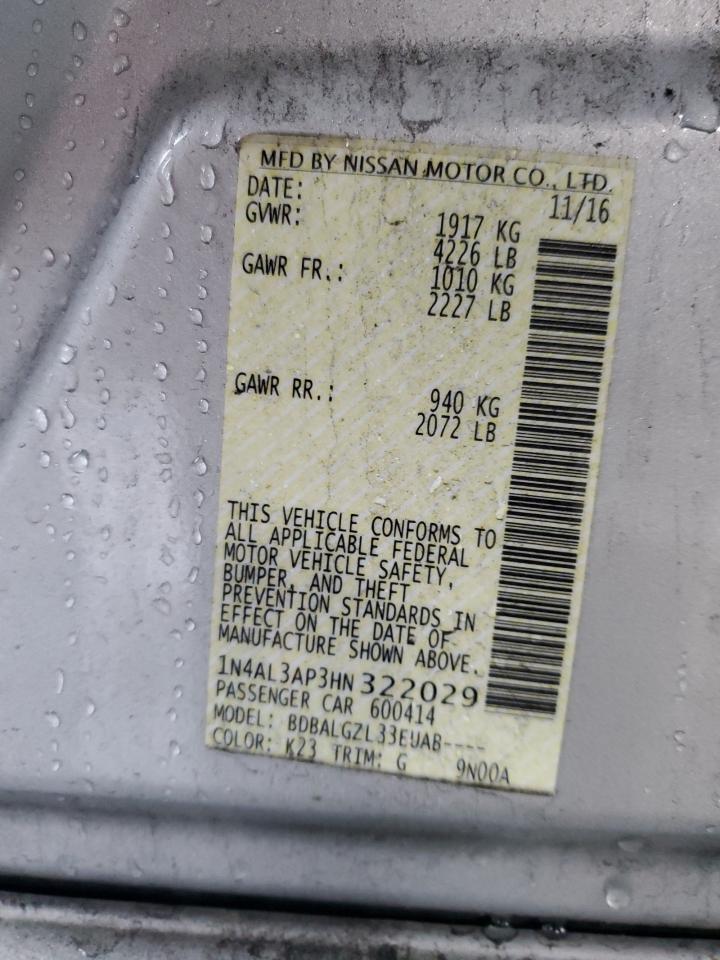 MFD BY NISSAN MOTOR CO., LTD.
DATE: 11/16
GVWR: 1917 KG
4226 LB
GAWR FR.: 1010 KG
2227 LB
GAWR RR.: 940 KG
2072 LB
THIS VEHICLE CONFORMS TO
ALL APPLICABLE FEDERAL
MOTOR VEHICLE SAFETY,
BUMPER, AND THEFT
PREVENTION STANDARDS IN
EFFECT ON THE DATE OF
MANUFACTURE SHOWN ABOVE.
1N4AL3AP3HN322029
PASSENGER CAR 600414
MODEL: BDBALGZL33EUAB----
COLOR: K23 TRIM: G 9N00A